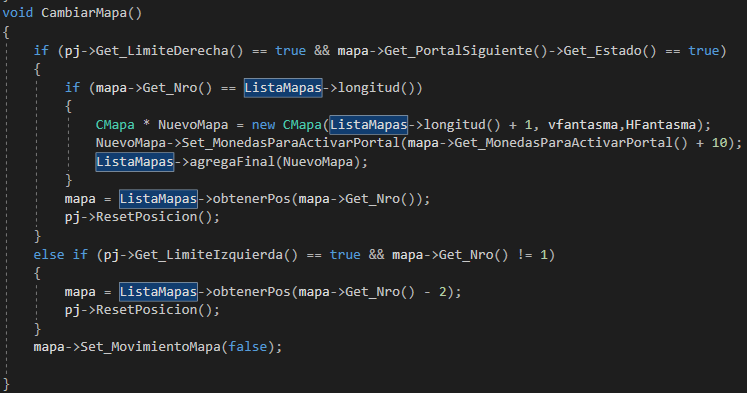 void CambiarMapa()
{
if (pj->Get_LimiteDerecha() == true && mapa->Get_PortalSiguiente()->Get_Estado() == true)
{
if (mapa->Get_Nro() == ListaMapas->longitud())
{
CMapa * NuevoMapa = new CMapa(ListaMapas->longitud() + 1, vfantasma,HFantasma);
NuevoMapa->Set_MonedasParaActivarPortal(mapa->Get_MonedasParaActivarPortal() + 10);
ListaMapas->agregaFinal(NuevoMapa);
}
mapa = ListaMapas->obtenerPos(mapa->Get_Nro());
pj->ResetPosicion();
}
else if (pj->Get_LimiteIzquierda() == true && mapa->Get_Nro() != 1)
{
mapa = ListaMapas->obtenerPos(mapa->Get_Nro() - 2);
pj->ResetPosicion();
}
mapa->Set_MovimientoMapa(false);
}